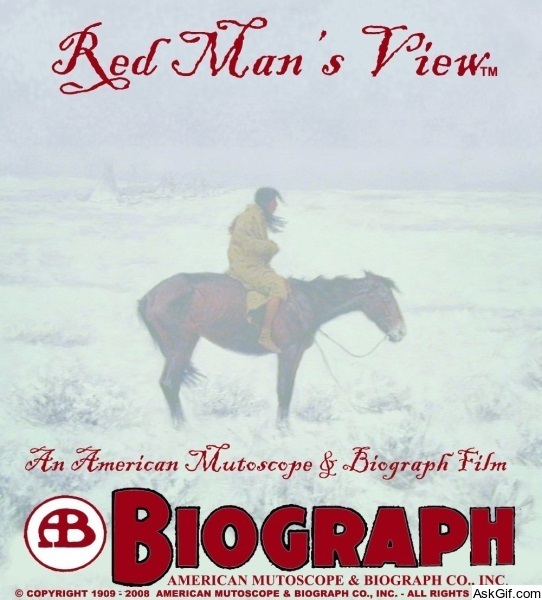 Red Man's View™
An American Mutoscope & Biograph Film
AB BIOGRAPH
AMERICAN MUTOSCOPE & BIOGRAPH CO., INC.
© COPYRIGHT 1909 - 2008 AMERICAN MUTOSCOPE & BIOGRAPH CO., INC. - ALL RIGHTS
AskGif.com